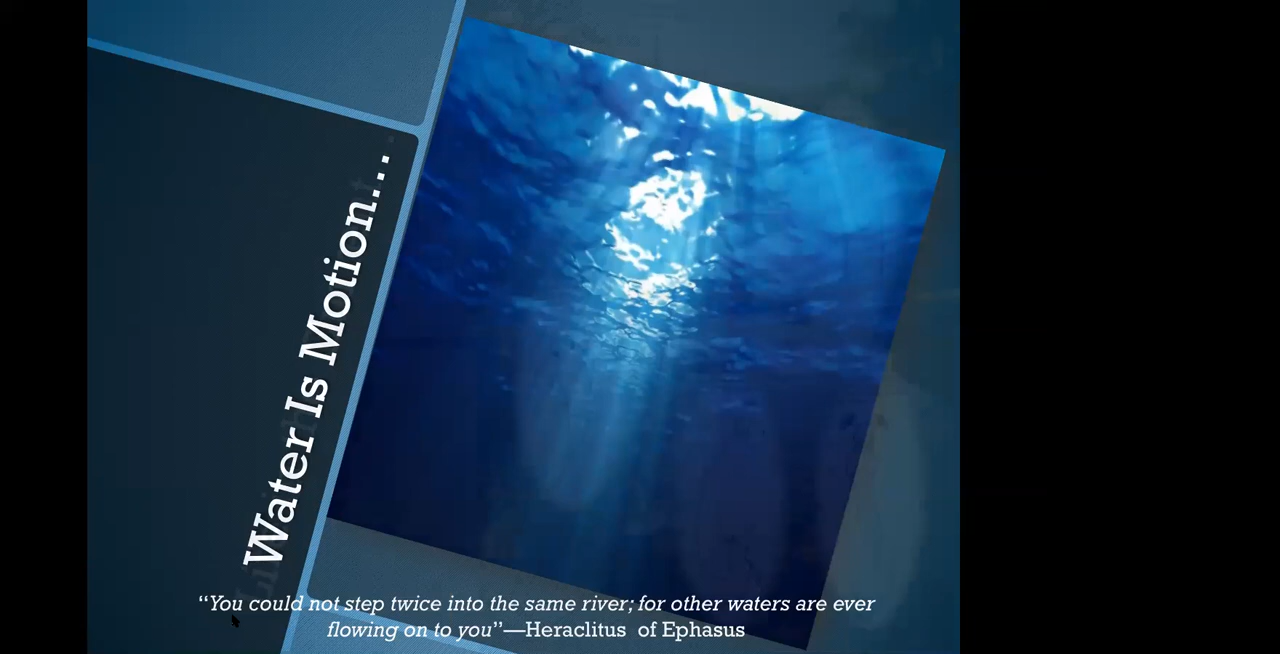 Water Is Motion...
“You could not step twice into the same river; for other waters are ever
flowing on to you”—Heraclitus of Ephasus